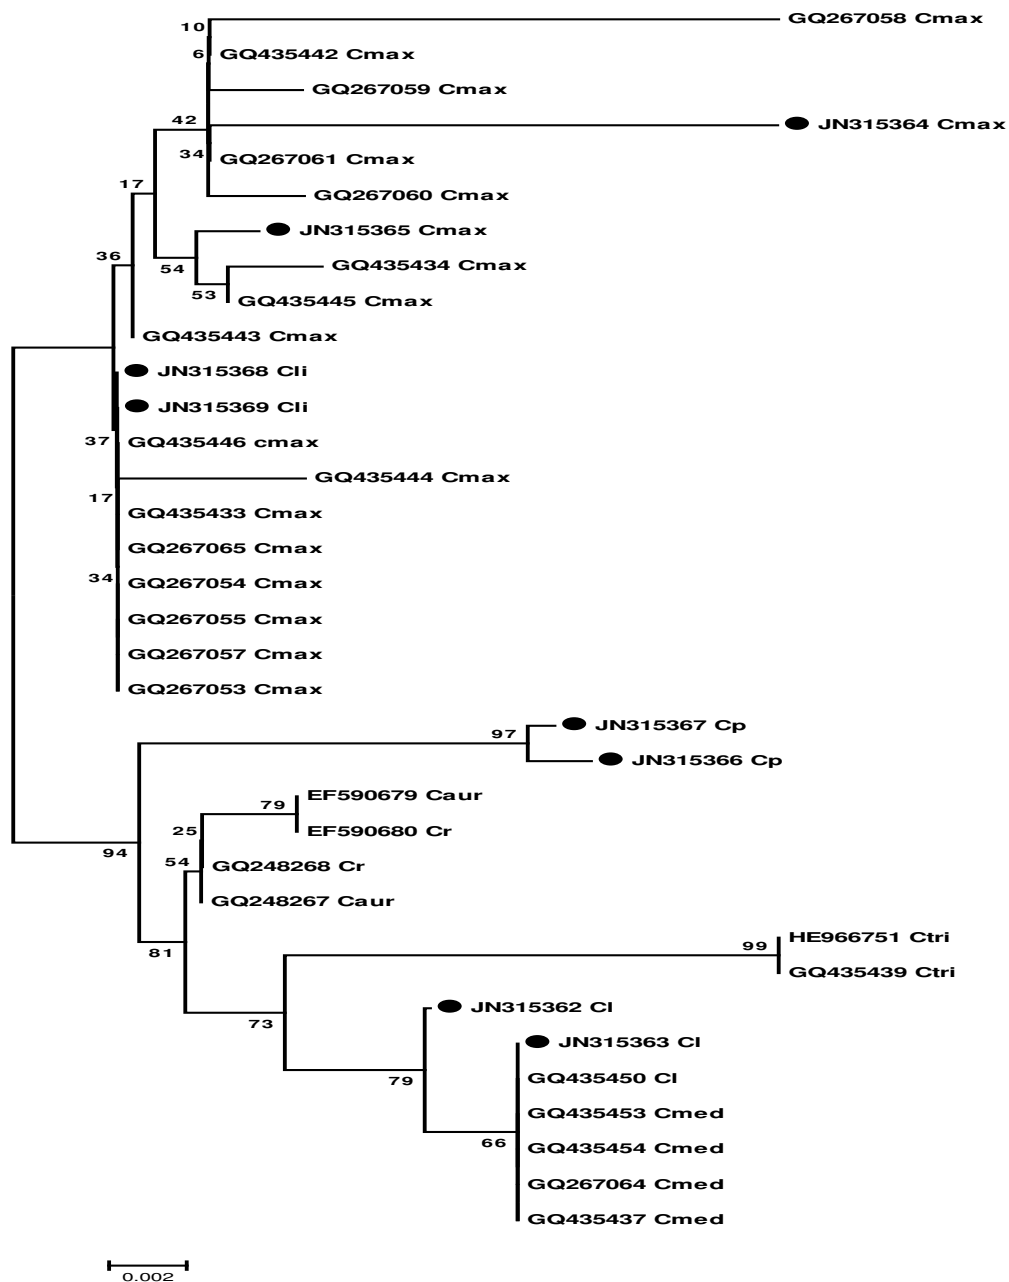 GQ267058 Cmax
10
6
GQ435442 Cmax
GQ267059 Cmax
42
JN315364 Cmax
34
GQ267061 Cmax
17
GQ267060 Cmax
JN315365 Cmax
36
54
GQ435434 Cmax
53
GQ435445 Cmax
GQ435443 Cmax
JN315368 Cli
JN315369 Cli
37
GQ435446 cmax
GQ435444 Cmax
17
GQ435433 Cmax
GQ267065 Cmax
34
GQ267054 Cmax
GQ267055 Cmax
GQ267057 Cmax
GQ267053 Cmax
97
JN315367 Cp
JN315366 Cp
EF590679 Caur
79
25
EF590680 Cr
94
54
GQ248268 Cr
GQ248267 Caur
81
99
HE966751 Ctri
GQ435439 Ctri
JN315362 Cl
73
JN315363 Cl
79
GQ435450 Cl
GQ435453 Cmed
66
GQ435454 Cmed
GQ267064 Cmed
GQ435437 Cmed
0.002